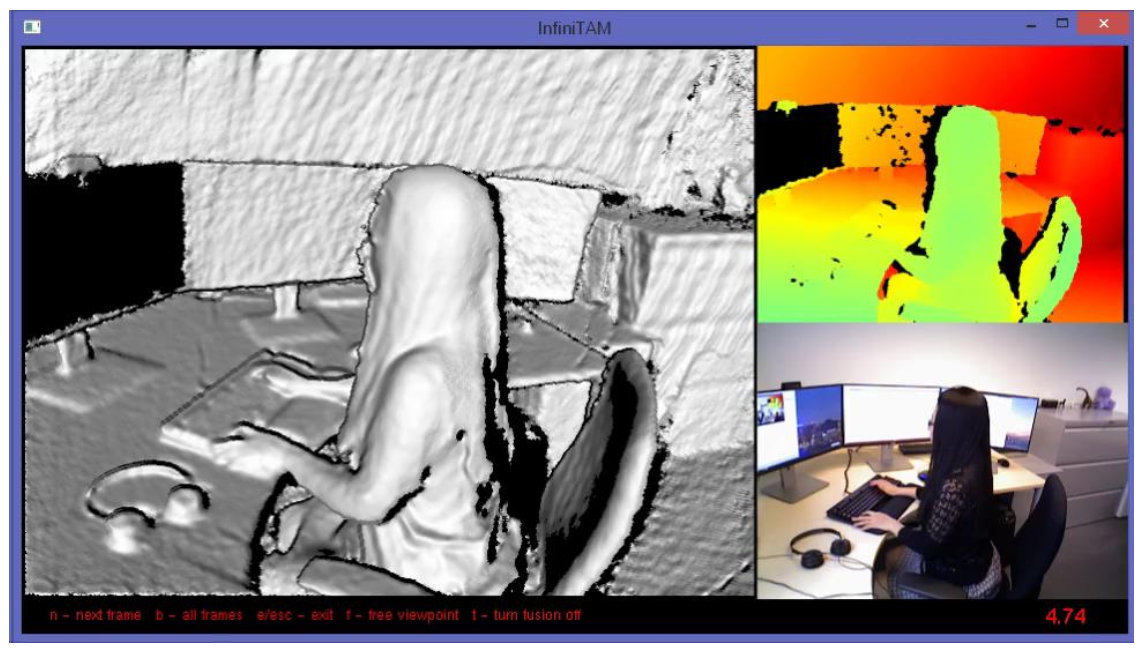 InfiniTAM
n – next frame b – all frames e/esc – exit f – free viewpoint t – turn fusion off
4.74